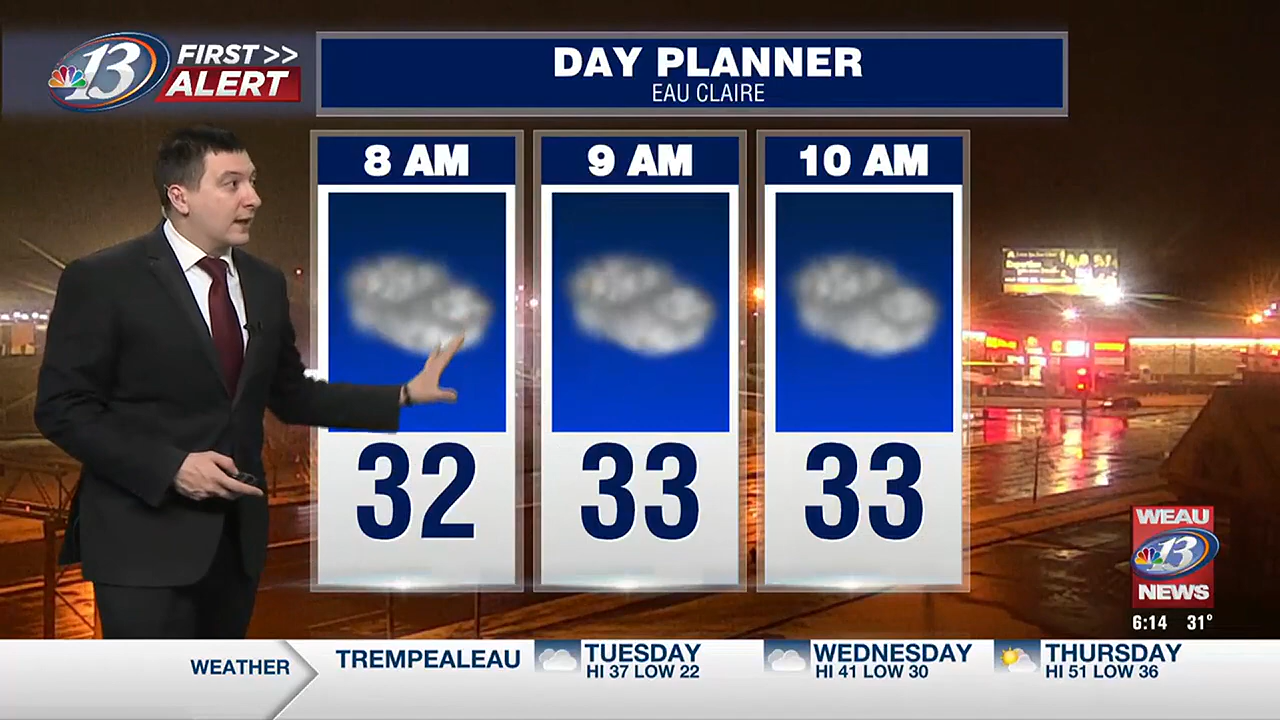 13 FIRST >>
ALERT
DAY PLANNER
EAU CLAIRE
8 AM
9 AM
10 AM
32
33
33
WEAU
13
NEWS
6:14 31°
WEATHER
TREMPEALEAU
TUESDAY
HI 37 LOW 22
WEDNESDAY
HI 41 LOW 30
THURSDAY
HI 51 LOW 36